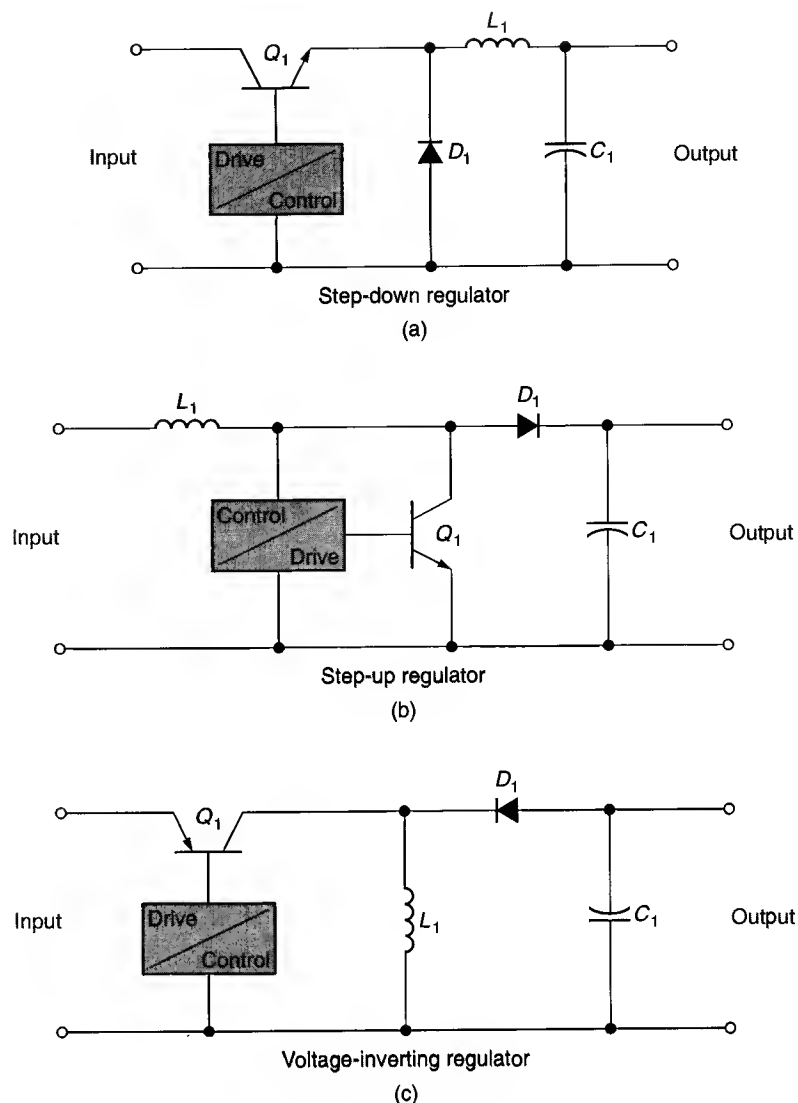 L1
Q1
Drive
Control
Input
D1
C1
Output
Step-down regulator
(a)
L1
D1
Control
Drive
Input
Q1
C1
Output
Step-up regulator
(b)
D1
Q1
Drive
Control
Input
L1
C1
Output
Voltage-inverting regulator
(c)